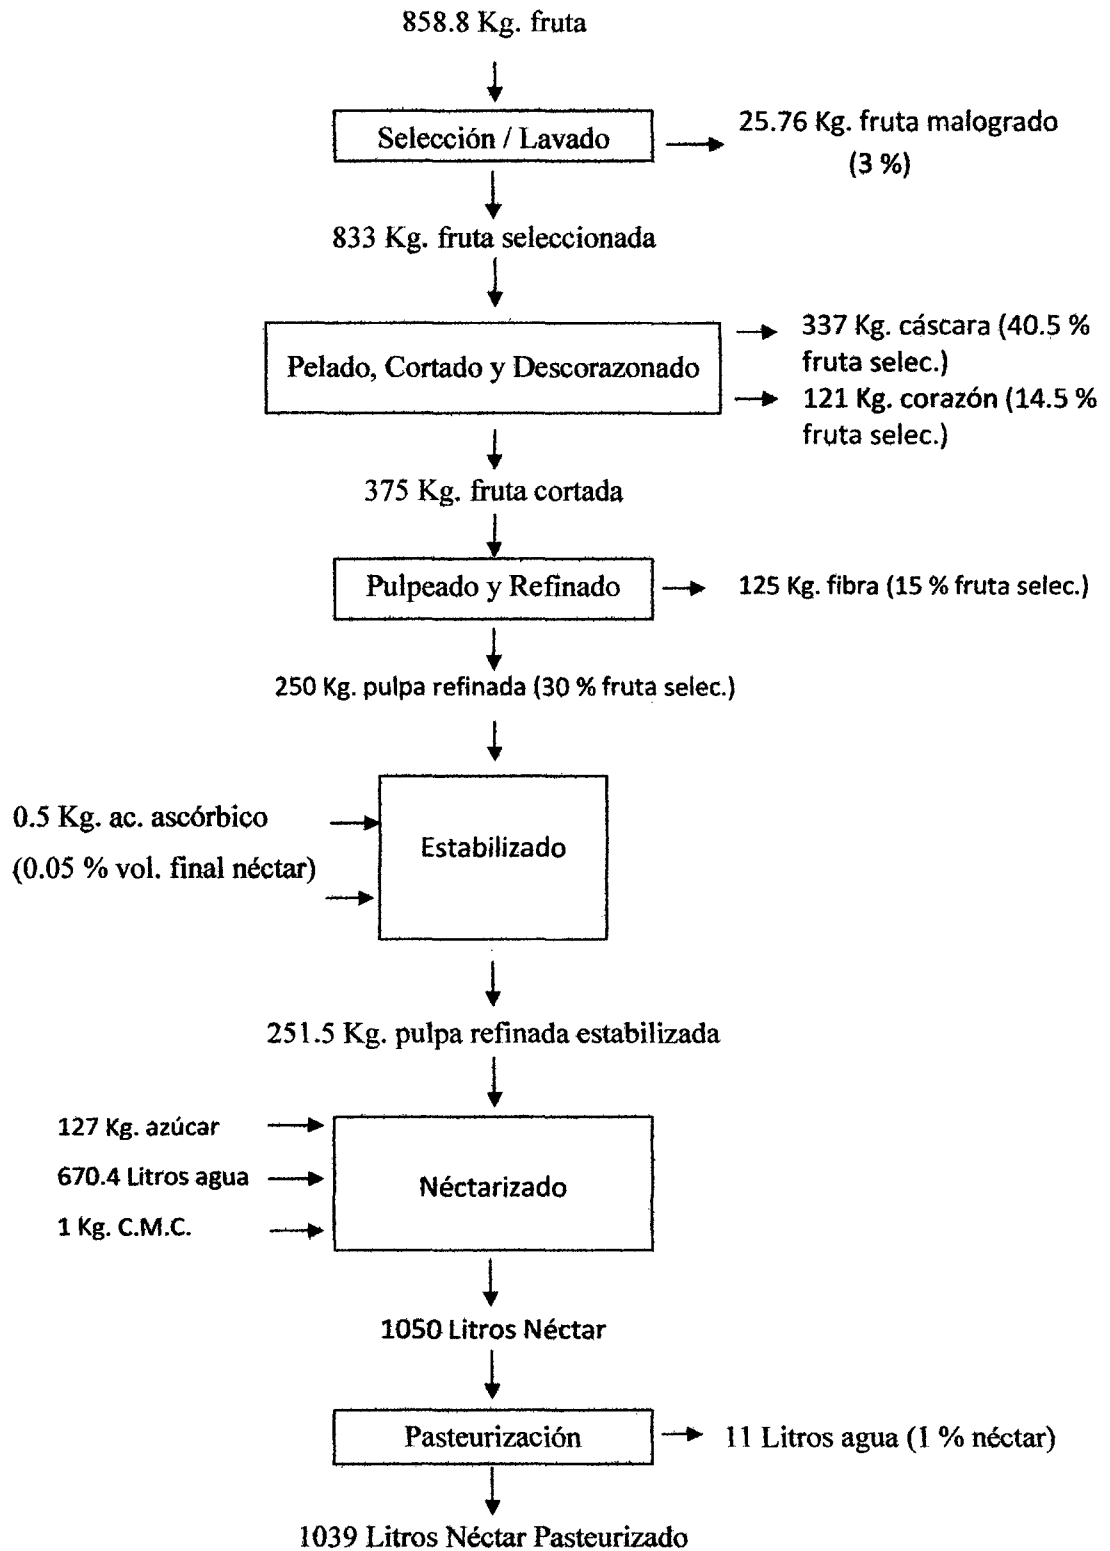 858.8 Kg. fruta
Selección / Lavado
25.76 Kg. fruta malogrado
(3 %)
833 Kg. fruta seleccionada
Pelado, Cortado y Descorazonado
337 Kg. cáscara (40.5 %
fruta selec.)
121 Kg. corazón (14.5 %
fruta selec.)
375 Kg. fruta cortada
Pulpeado y Refinado
125 Kg. fibra (15 % fruta selec.)
250 Kg. pulpa refinada (30 % fruta selec.)
0.5 Kg. ac. ascórbico
(0.05 % vol. final néctar)
Estabilizado
251.5 Kg. pulpa refinada estabilizada
127 Kg. azúcar
670.4 Litros agua
1 Kg. C.M.C.
Néctarizado
1050 Litros Néctar
Pasteurización
11 Litros agua (1 % néctar)
1039 Litros Néctar Pasteurizado